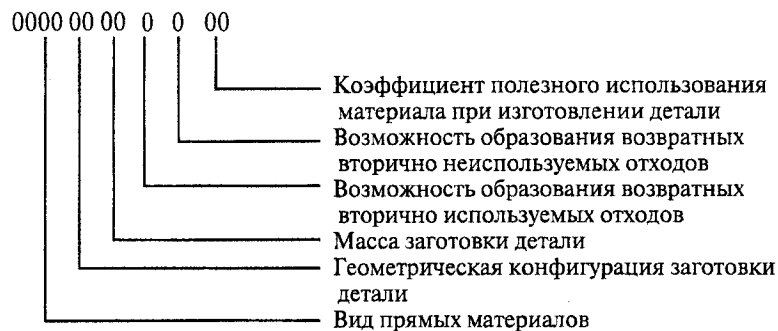 0000 00 00 0 0 00
Коэффициент полезного использования
материала при изготовлении детали
Возможность образования возвратных
вторично неиспользуемых отходов
Возможность образования возвратных
вторично используемых отходов
Масса заготовки детали
Геометрическая конфигурация заготовки
детали
Вид прямых материалов